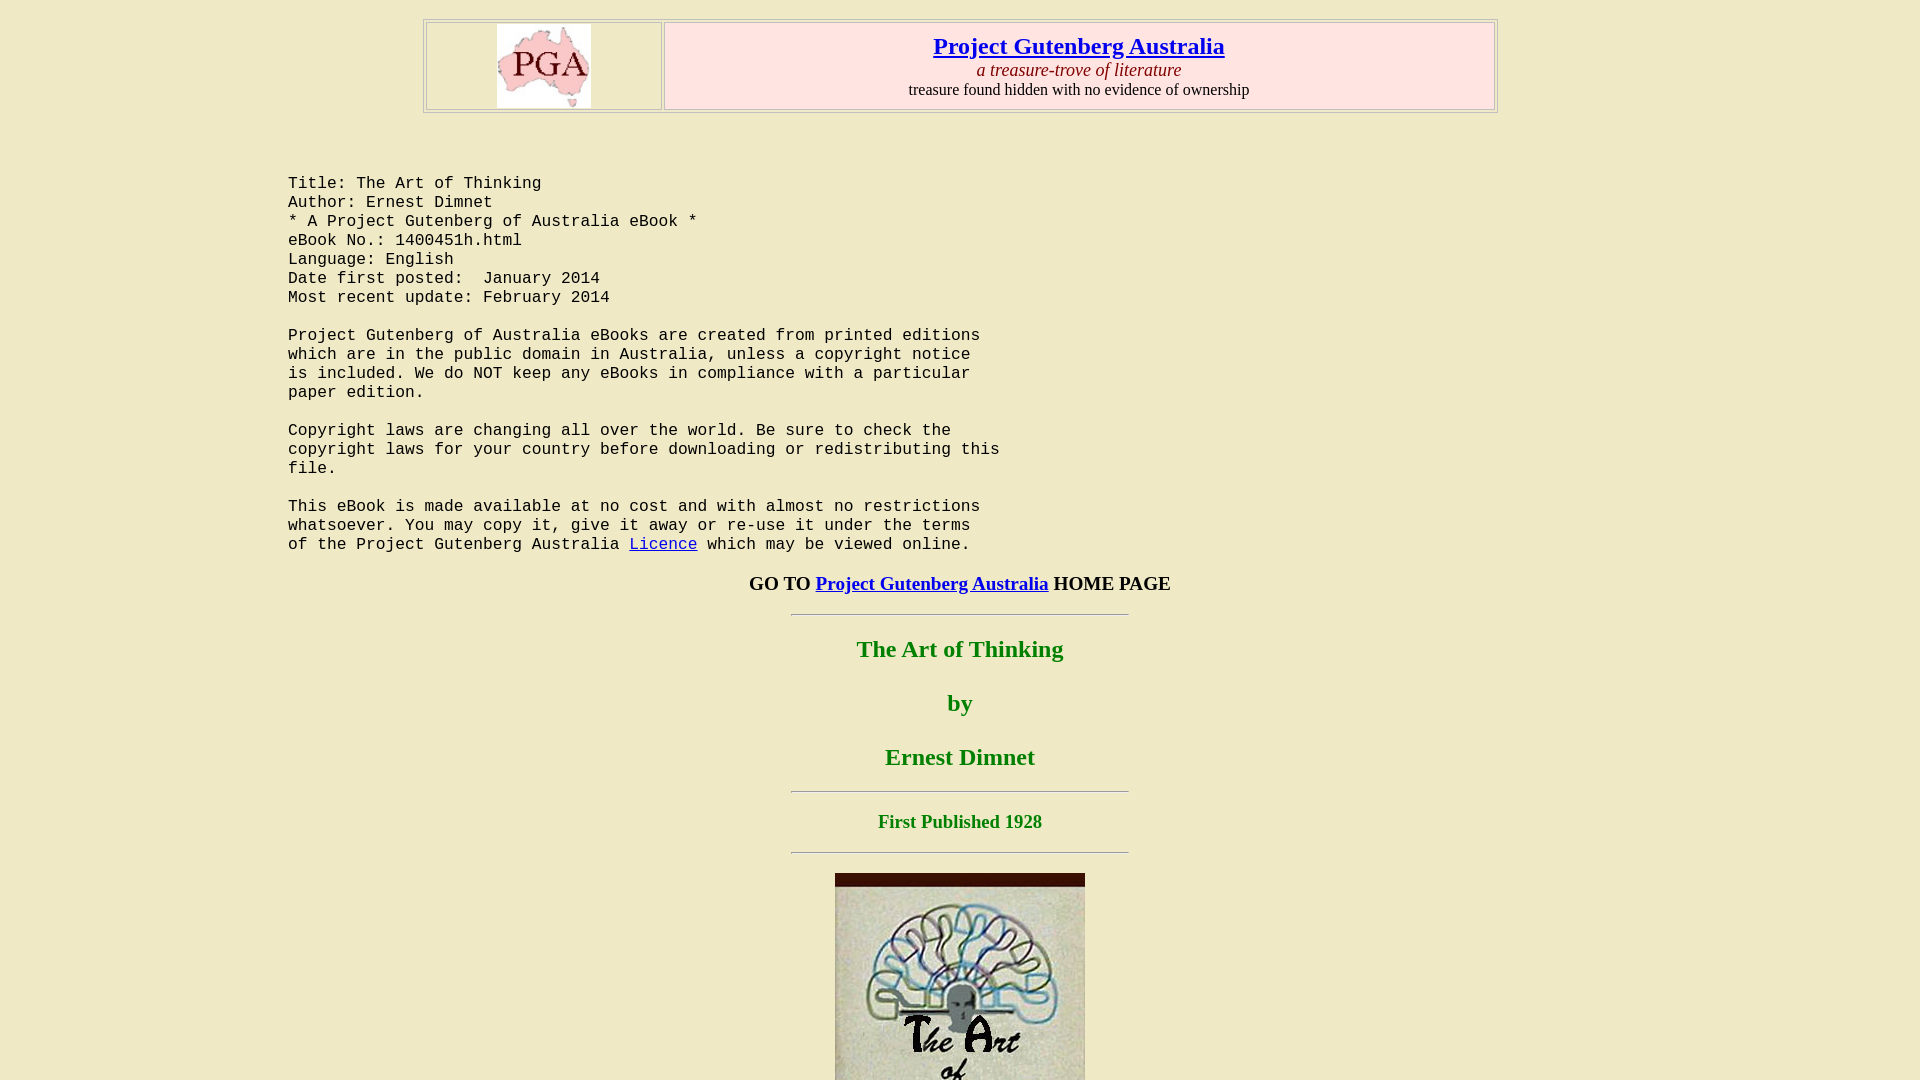 PGA
Project Gutenberg Australia
a treasure-trove of literature
treasure found hidden with no evidence of ownership
Title: The Art of Thinking
Author: Ernest Dimnet
* A Project Gutenberg of Australia eBook *
eBook No.: 1400451h.html
Language: English
Date first posted:  January 2014
Most recent update: February 2014
Project Gutenberg of Australia eBooks are created from printed editions
which are in the public domain in Australia, unless a copyright notice
is included. We do NOT keep any eBooks in compliance with a particular
paper edition.
Copyright laws are changing all over the world. Be sure to check the
copyright laws for your country before downloading or redistributing this
file.
This eBook is made available at no cost and with almost no restrictions
whatsoever. You may copy it, give it away or re-use it under the terms
of the Project Gutenberg Australia Licence which may be viewed online.
GO TO Project Gutenberg Australia HOME PAGE
The Art of Thinking
by
Ernest Dimnet
First Published 1928
The Art
of